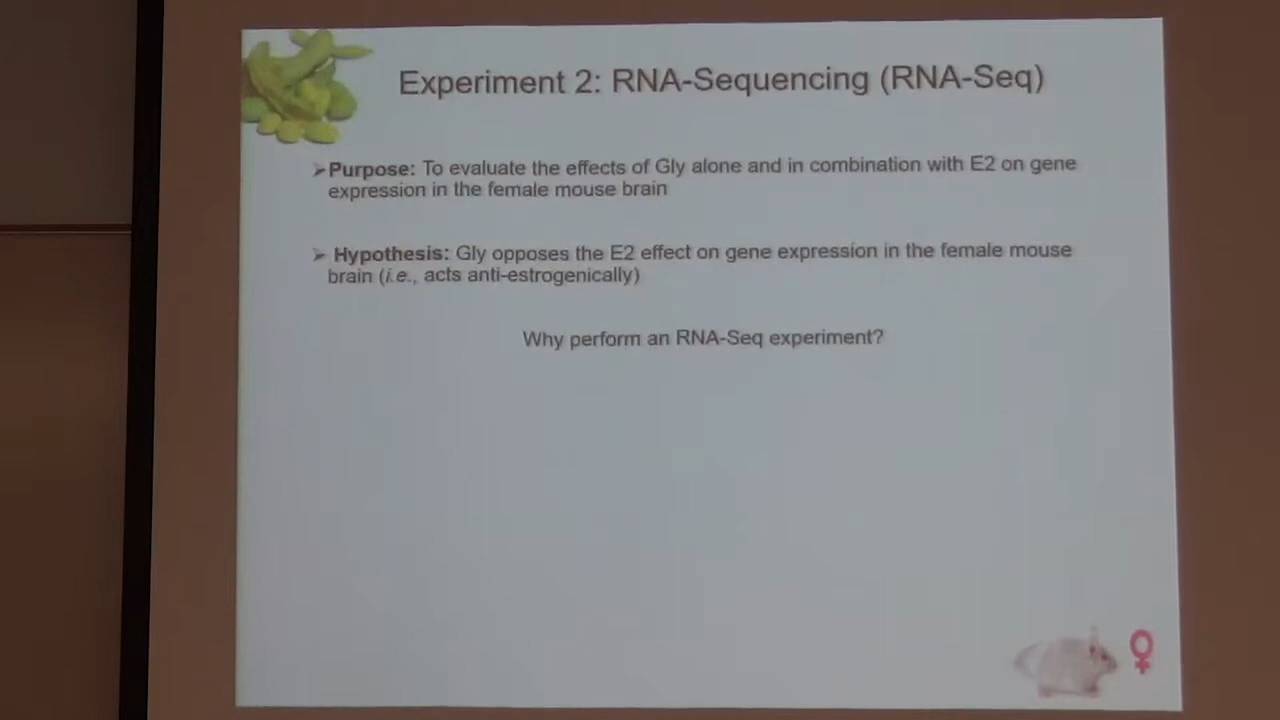 Experiment 2: RNA-Sequencing (RNA-Seq)
➢Purpose: To evaluate the effects of Gly alone and in combination with E2 on gene
expression in the female mouse brain
➢ Hypothesis: Gly opposes the E2 effect on gene expression in the female mouse
brain (i.e., acts anti-estrogenically)
Why perform an RNA-Seq experiment?